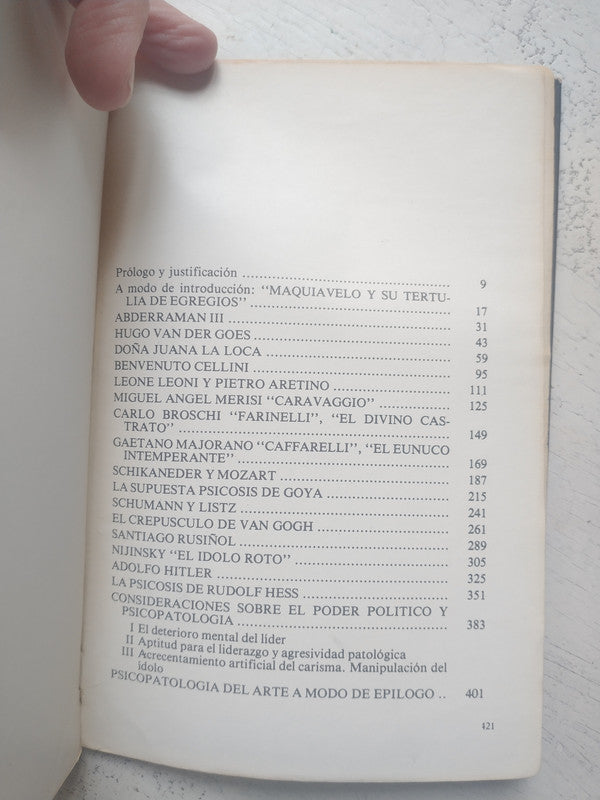 Prólogo y justificación ........................................ 9
A modo de introducción: "MAQUIAVELO Y SU TERTU-
LIA DE EGREGIOS" ........................................ 17
ABDERRAMAN III ........................................ 31
HUGO VAN DER GOES ........................................ 43
DOÑA JUANA LA LOCA ........................................ 59
BENVENUTO CELLINI ........................................ 95
LEONE LEONI Y PIETRO ARETINO ........................................ 111
MIGUEL ANGEL MERISI "CARAVAGGIO" ........................................ 125
CARLO BROSCHI "FARINELLI", "EL DIVINO CAS-
TRATO" ........................................ 149
GAETANO MAJORANO "CAFFARELLI", "EL EUNUCO
INTEMPERANTE" ........................................ 169
SCHIKANEDER Y MOZART ........................................ 187
LA SUPUESTA PSICOSIS DE GOYA ........................................ 215
SCHUMANN Y LISTZ ........................................ 241
EL CREPUSCULO DE VAN GOGH ........................................ 261
SANTIAGO RUSIÑOL ........................................ 289
NIJINSKY "EL IDOLO ROTO" ........................................ 305
ADOLFO HITLER ........................................ 325
LA PSICOSIS DE RUDOLF HESS ........................................ 351
CONSIDERACIONES SOBRE EL PODER POLITICO Y
PSICOPATOLOGIA ........................................ 383
I El deterioro mental del líder
II Aptitud para el liderazgo y agresividad patológica
III Acrecentamiento artificial del carisma. Manipulación del
ídolo
PSICOPATOLOGIA DEL ARTE A MODO DE EPILOGO .. 401
421